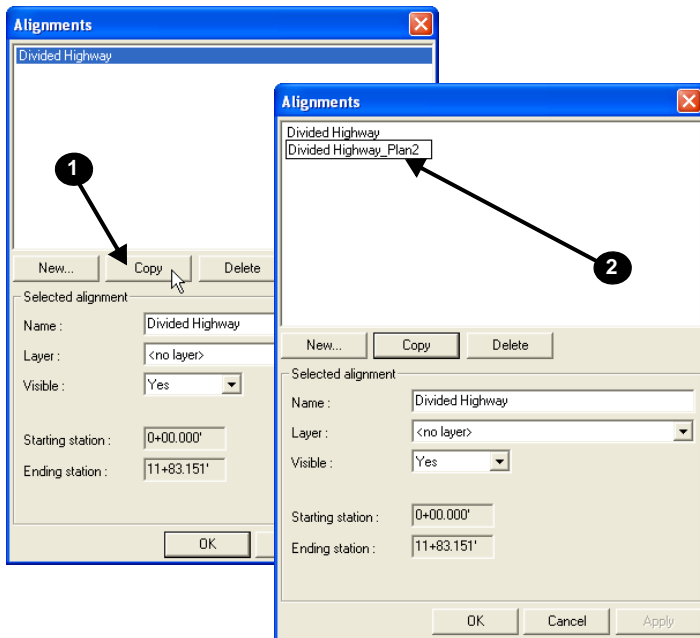 Alignments
Divided Highway
1
New... Copy Delete
Selected alignment
Name : Divided Highway
Layer : <no layer>
Visible : Yes
Starting station : 0+00.000'
Ending station : 11+83.151'
OK
Alignments
Divided Highway
Divided Highway_Plan2
2
New... Copy Delete
Selected alignment
Name : Divided Highway
Layer : <no layer>
Visible : Yes
Starting station : 0+00.000'
Ending station : 11+83.151'
OK Cancel Apply